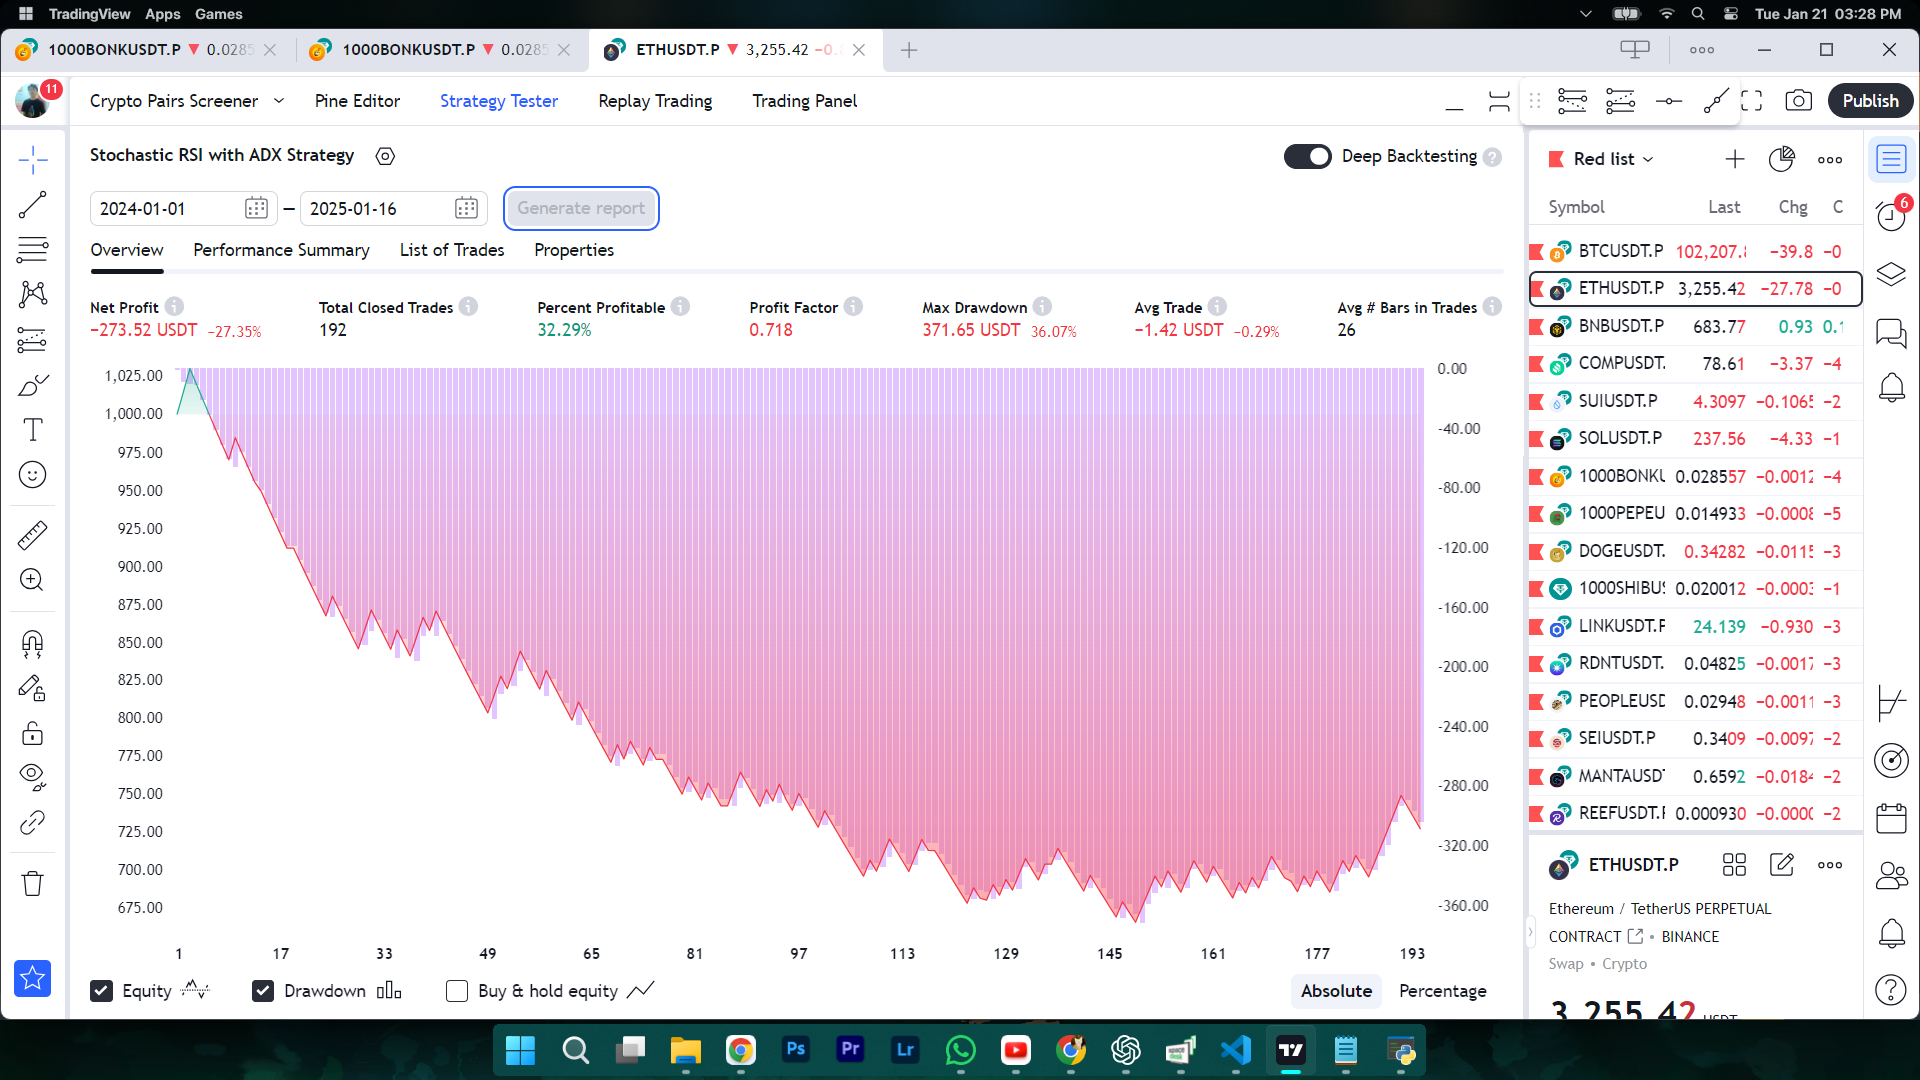 TradingView Apps Games Tue Jan 21 03:28 PM
1000BONKUSDT.P ▼ 0.0285 1000BONKUSDT.P ▼ 0.0285 ETHUSDT.P ▼ 3,255.42 −0.8
11
Crypto Pairs Screener Pine Editor Strategy Tester Replay Trading Trading Panel Publish
Stochastic RSI with ADX Strategy Deep Backtesting
2024-01-01 — 2025-01-16 Generate report
Overview Performance Summary List of Trades Properties
Net Profit Total Closed Trades Percent Profitable Profit Factor Max Drawdown Avg Trade Avg # Bars in Trades
−273.52 USDT −27.35% 192 32.29% 0.718 371.65 USDT 36.07% −1.42 USDT −0.29% 26
1,025.00
1,000.00
975.00
950.00
925.00
900.00
875.00
850.00
825.00
800.00
775.00
750.00
725.00
700.00
675.00
0.00
-40.00
-80.00
-120.00
-160.00
-200.00
-240.00
-280.00
-320.00
-360.00
1 17 33 49 65 81 97 113 129 145 161 177 193
Equity Drawdown Buy & hold equity Absolute Percentage
Red list
Symbol Last Chg C
6
BTCUSDT.P 102,207.8 −39.8 −0
ETHUSDT.P 3,255.42 −27.78 −0
BNBUSDT.P 683.77 0.93 0.1
COMPUSDT. 78.61 −3.37 −4
SUIUSDT.P 4.3097 −0.1065 −2
SOLUSDT.P 237.56 −4.33 −1
1000BONKU 0.028557 −0.0012 −4
1000PEPEU 0.014933 −0.0008 −5
DOGEUSDT. 0.34282 −0.0115 −3
1000SHIBUS 0.020012 −0.0003 −1
LINKUSDT.P 24.139 −0.930 −3
RDNTUSDT. 0.04825 −0.0017 −3
PEOPLEUSD 0.02948 −0.0011 −3
SEIUSDT.P 0.3409 −0.0097 −2
MANTAUSDT 0.6592 −0.0184 −2
REEFUSDT.P 0.000930 −0.0000 −2
ETHUSDT.P
Ethereum / TetherUS PERPETUAL
CONTRACT • BINANCE
Swap • Crypto
3,255.42 USDT
Ps Pr Lr